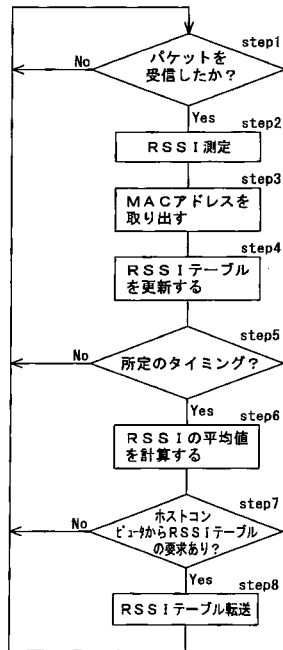 step1
パケットを
受信したか?
No
Yes
step2
RSSI測定
step3
MACアドレスを
取り出す
step4
RSSIテーブル
を更新する
step5
所定のタイミング?
No
Yes
step6
RSSIの平均値
を計算する
step7
ホストコン
ピュータからRSSIテーブル
の要求あり?
No
Yes
step8
RSSIテーブル転送